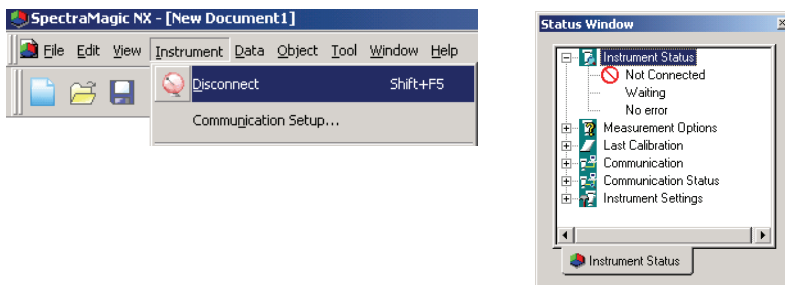 SpectraMagic NX - [New Document1]
File Edit View Instrument Data Object Tool Window Help
Disconnect Shift+F5
Communication Setup...
Status Window
Instrument Status
Not Connected
Waiting
No error
Measurement Options
Last Calibration
Communication
Communication Status
Instrument Settings
Instrument Status